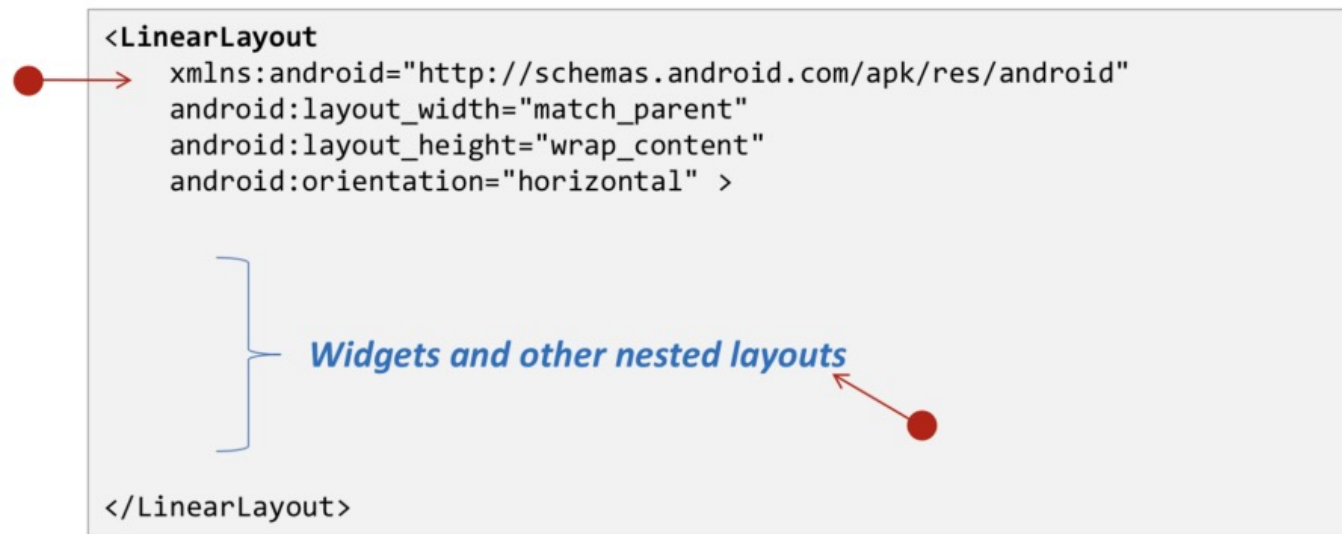 <LinearLayout
xmlns:android="http://schemas.android.com/apk/res/android"
android:layout_width="match_parent"
android:layout_height="wrap_content"
android:orientation="horizontal" >
Widgets and other nested layouts
</LinearLayout>